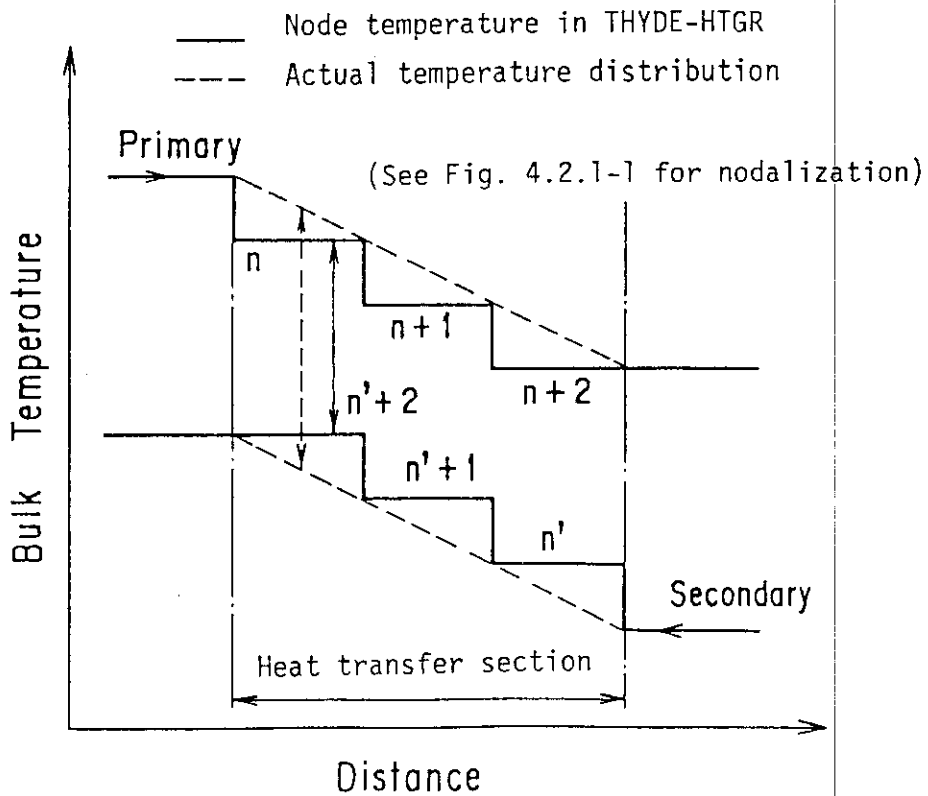 Node temperature in THYDE-HTGR
Actual temperature distribution
Primary
(See Fig. 4.2.1-1 for nodalization)
n
n + 1
n + 2
n' + 2
n' + 1
n'
Secondary
Heat transfer section
Bulk Temperature
Distance